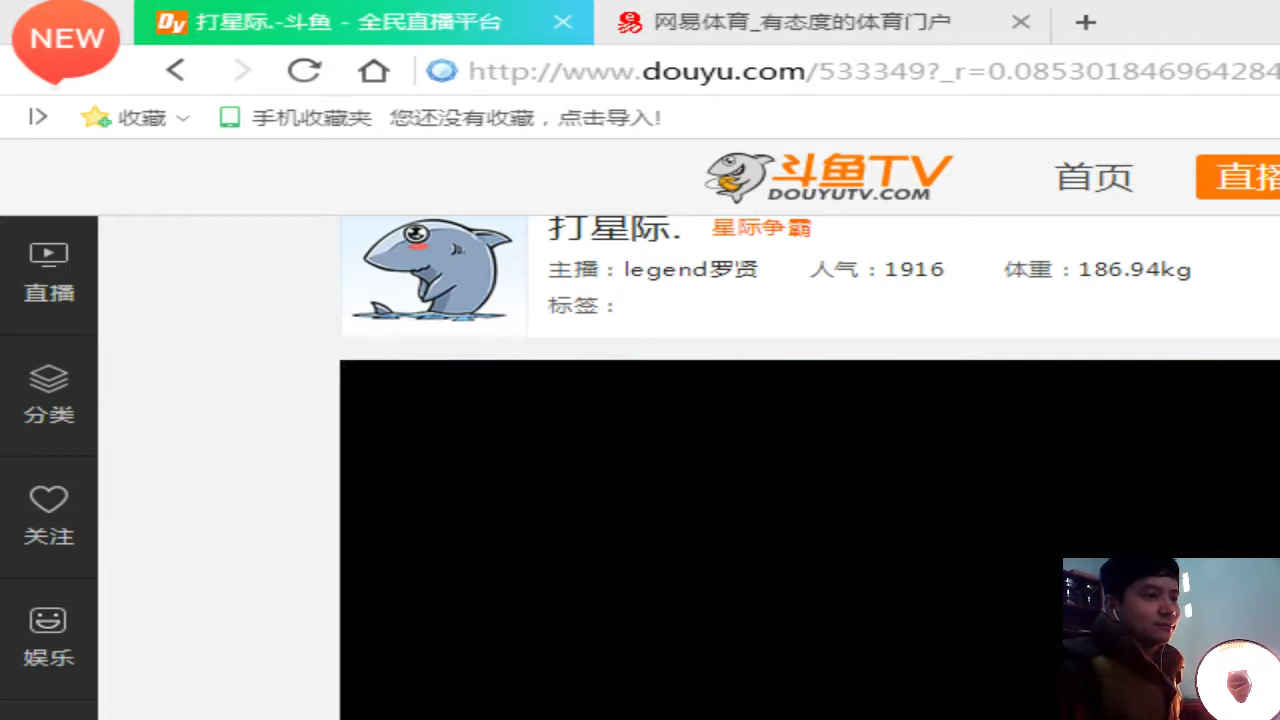 NEW
Dy 打星际.-斗鱼 - 全民直播平台
网易体育_有态度的体育门户
http://www.douyu.com/533349?_r=0.085301846964284
收藏
手机收藏夹 您还没有收藏，点击导入!
斗鱼TV
DOUYUTV.COM
首页
直播
打星际. 星际争霸
主播：legend罗贤 人气：1916 体重：186.94kg
标签：
直播
分类
关注
娱乐